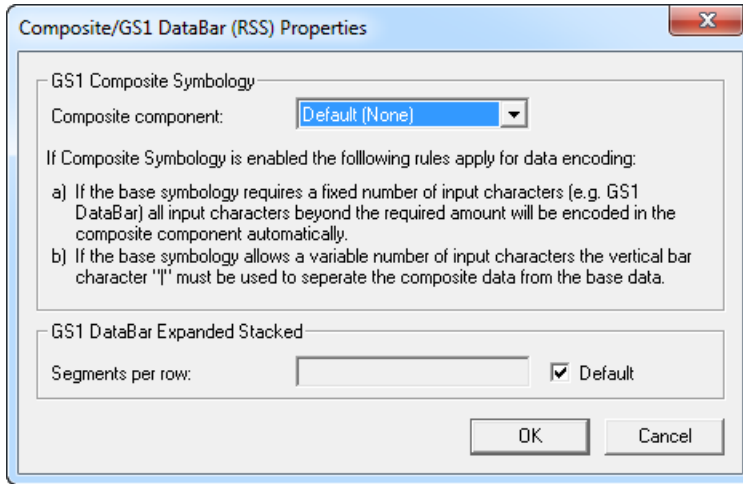 Composite/GS1 DataBar (RSS) Properties
GS1 Composite Symbology
Composite component: Default (None)
If Composite Symbology is enabled the folllowing rules apply for data encoding:
a) If the base symbology requires a fixed number of input characters (e.g. GS1
DataBar) all input characters beyond the required amount will be encoded in the
composite component automatically.
b) If the base symbology allows a variable number of input characters the vertical bar
character "|" must be used to seperate the composite data from the base data.
GS1 DataBar Expanded Stacked
Segments per row: Default
OK Cancel